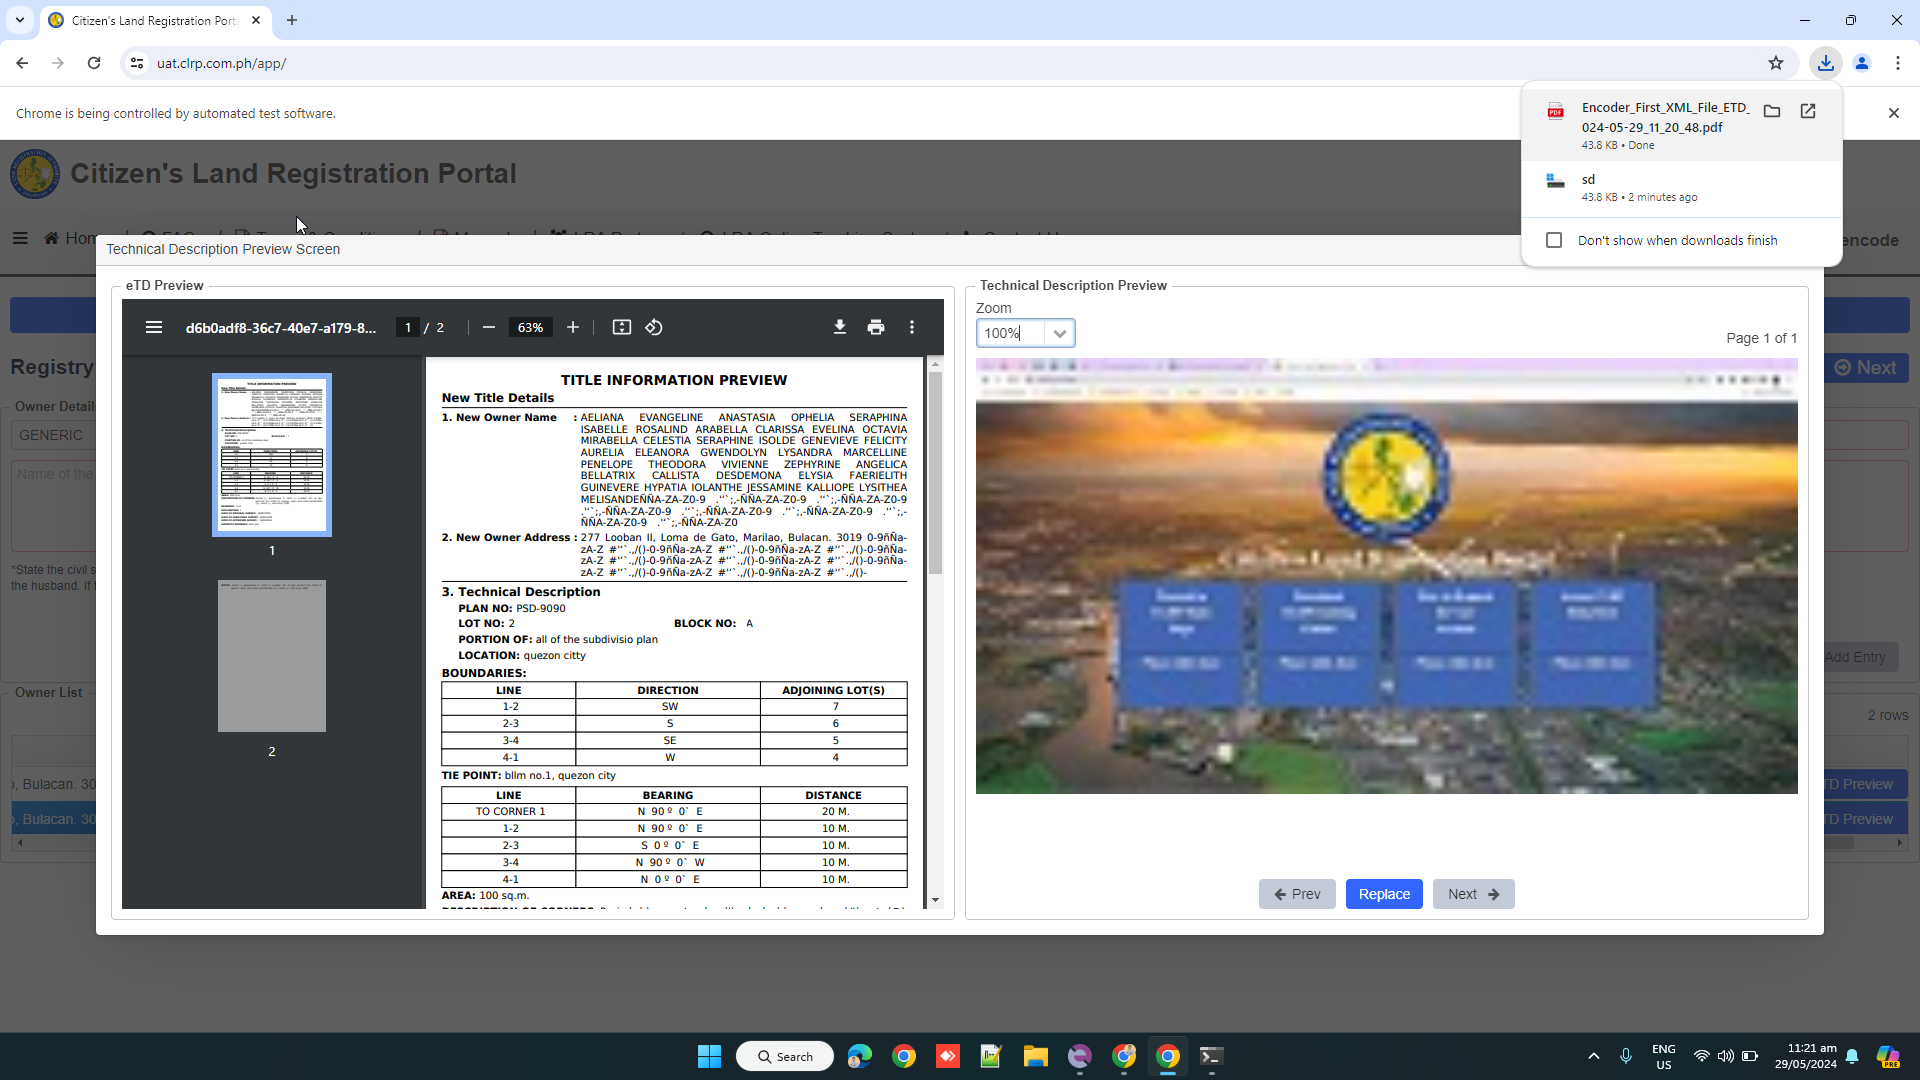 Citizen's Land Registration Porta
uat.clrp.com.ph/app/
Chrome is being controlled by automated test software.
Encoder_First_XML_File_ETD_
024-05-29_11_20_48.pdf
43.8 KB • Done
sd
43.8 KB • 2 minutes ago
Don't show when downloads finish
Citizen's Land Registration Portal
encode
Technical Description Preview Screen
eTD Preview
d6b0adf8-36c7-40e7-a179-8...
1 / 2
63%
1
2
TITLE INFORMATION PREVIEW
New Title Details
1. New Owner Name : AELIANA EVANGELINE ANASTASIA OPHELIA SERAPHINA
ISABELLE ROSALIND ARABELLA CLARISSA EVELINA OCTAVIA
MIRABELLA CELESTIA SERAPHINE ISOLDE GENEVIEVE FELICITY
AURELIA ELEANORA GWENDOLYN LYSANDRA MARCELLINE
PENELOPE THEODORA VIVIENNE ZEPHYRINE ANGELICA
BELLATRIX CALLISTA DESDEMONA ELYSIA FAERIELITH
GUINEVERE HYPATIA IOLANTHE JESSAMINE KALLIOPE LYSITHEA
MELISANDEÑÑA-ZA-Z0-9 .'"`;,-ÑÑA-ZA-Z0-9 .'"`;,-ÑÑA-ZA-Z0-9
.'"`;,-ÑÑA-ZA-Z0-9 .'"`;,-ÑÑA-ZA-Z0-9 .'"`;,-ÑÑA-ZA-Z0-9 .'"`;,-
ÑÑA-ZA-Z0-9 .'"`;,-ÑÑA-ZA-Z0
2. New Owner Address : 277 Looban II, Loma de Gato, Marilao, Bulacan. 3019 0-9ñÑa-
zA-Z #'"`.,/()-0-9ñÑa-zA-Z #'"`.,/()-0-9ñÑa-zA-Z #'"`.,/()-0-9ñÑa-
zA-Z #'"`.,/()-0-9ñÑa-zA-Z #'"`.,/()-0-9ñÑa-zA-Z #'"`.,/()-0-9ñÑa-
zA-Z #'"`.,/()-0-9ñÑa-zA-Z #'"`.,/()-0-9ñÑa-zA-Z #'"`.,/()-
3. Technical Description
PLAN NO: PSD-9090
LOT NO: 2 BLOCK NO: A
PORTION OF: all of the subdivisio plan
LOCATION: quezon citty
BOUNDARIES:
LINE DIRECTION ADJOINING LOT(S)
1-2 SW 7
2-3 S 6
3-4 SE 5
4-1 W 4
TIE POINT: bllm no.1, quezon city
LINE BEARING DISTANCE
TO CORNER 1 N 90 º 0` E 20 M.
1-2 N 90 º 0` E 10 M.
2-3 S 0 º 0` E 10 M.
3-4 N 90 º 0` W 10 M.
4-1 N 0 º 0` E 10 M.
AREA: 100 sq.m.
Technical Description Preview
Zoom
100%
Page 1 of 1
Prev
Replace
Next
Registry
Next
Owner Details
GENERIC
Name of the
*State the civil s
the husband. If
Add Entry
Owner List
2 rows
, Bulacan. 30
TD Preview
, Bulacan. 30
TD Preview
Search
ENG
US
11:21 am
29/05/2024
PRE